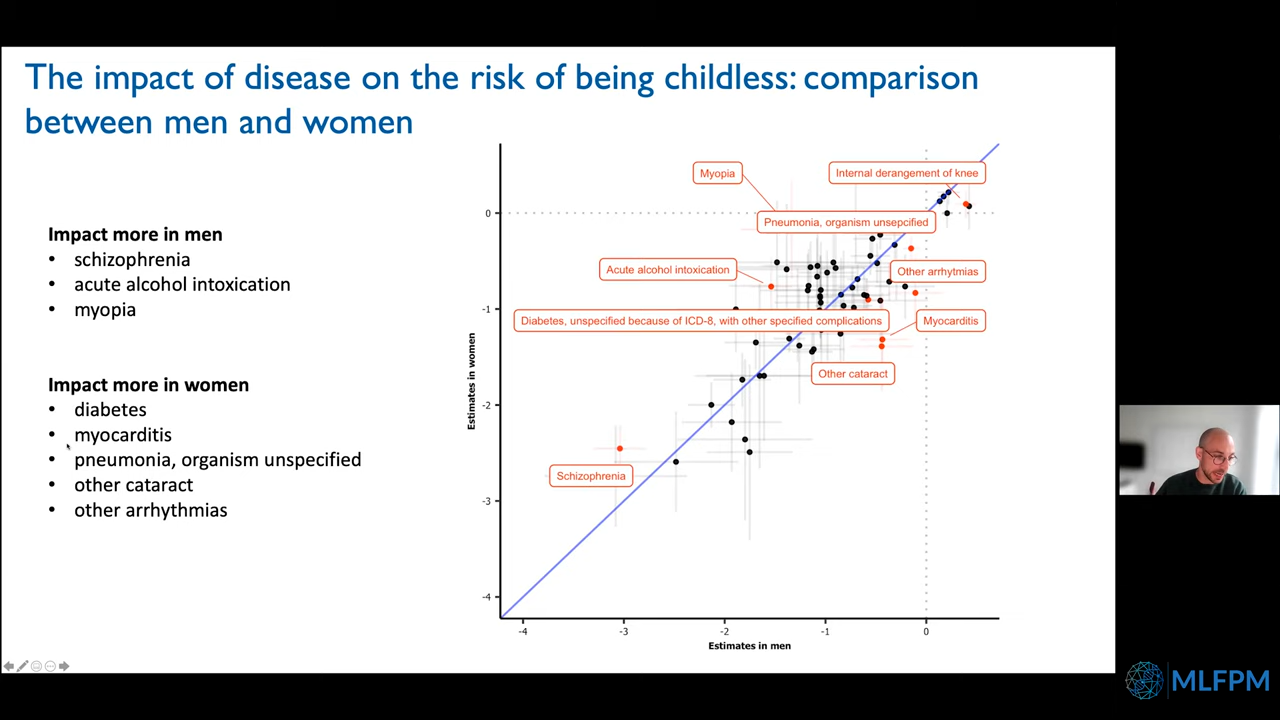 The impact of disease on the risk of being childless: comparison
between men and women
Impact more in men
• schizophrenia
• acute alcohol intoxication
• myopia
Impact more in women
• diabetes
• myocarditis
• pneumonia, organism unspecified
• other cataract
• other arrhythmias
Myopia
Internal derangement of knee
Pneumonia, organism unsepcified
Acute alcohol intoxication
Other arrhytmias
Diabetes, unspecified because of ICD-8, with other specified complications
Myocarditis
Other cataract
Schizophrenia
Estimates in women
0
-1
-2
-3
-4
-4
-3
-2
-1
0
Estimates in men
MLFPM